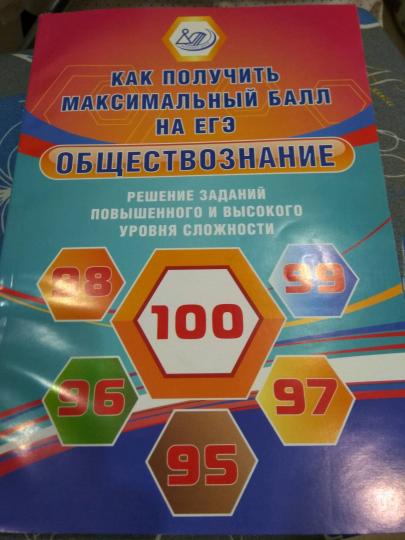 КАК ПОЛУЧИТЬ
МАКСИМАЛЬНЫЙ БАЛЛ
НА ЕГЭ
ОБЩЕСТВОЗНАНИЕ
РЕШЕНИЕ ЗАДАНИЙ
ПОВЫШЕННОГО И ВЫСОКОГО
УРОВНЯ СЛОЖНОСТИ
98
99
100
96
97
95